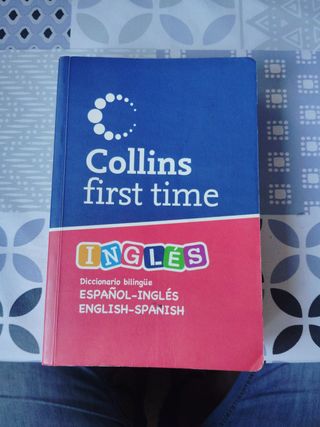 Collins
first time
INGLÉS
Diccionario bilingüe
ESPAÑOL-INGLÉS
ENGLISH-SPANISH